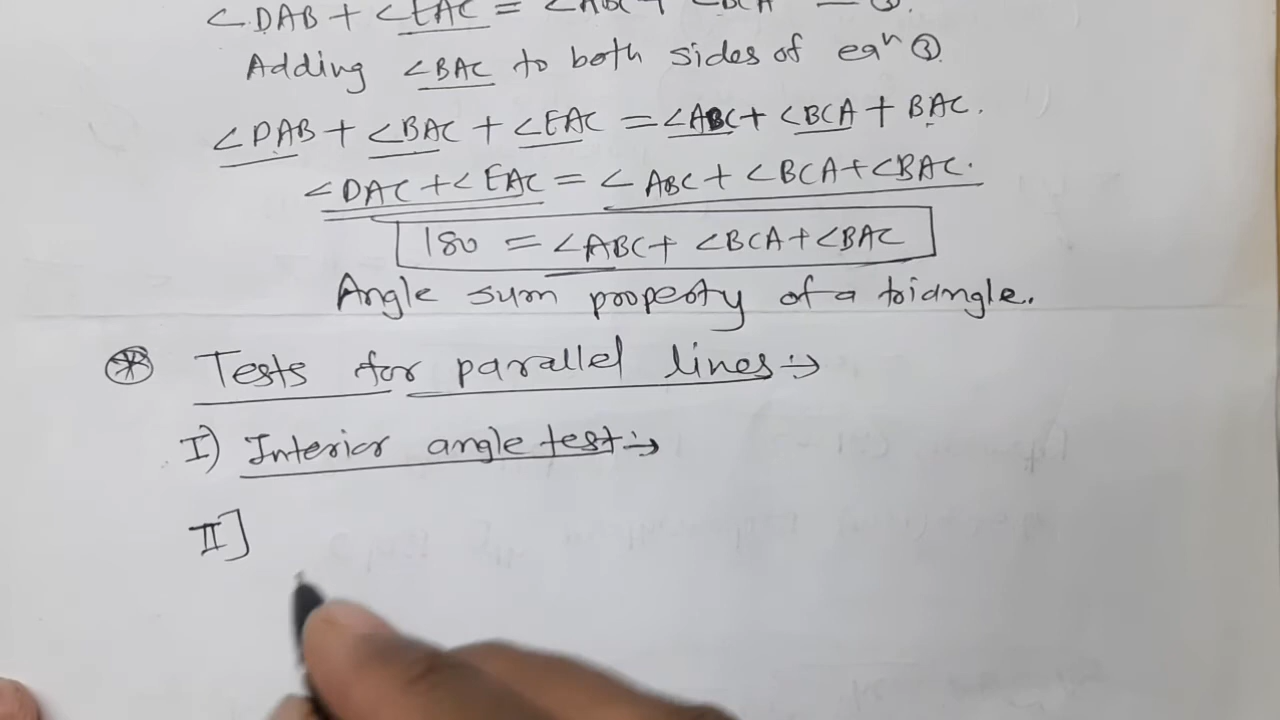 ∠DAB + ∠EAC = ∠ABC + ∠BCA — ③.
Adding ∠BAC to both sides of eqⁿ ③.
∠DAB + ∠BAC + ∠EAC = ∠ABC + ∠BCA + BAC.
∠DAC + ∠EAC = ∠ABC + ∠BCA + ∠BAC.
180 = ∠ABC + ∠BCA + ∠BAC
Angle sum property of a triangle.
⊛ Tests for parallel lines :→
I) Interior angle test :→
II]